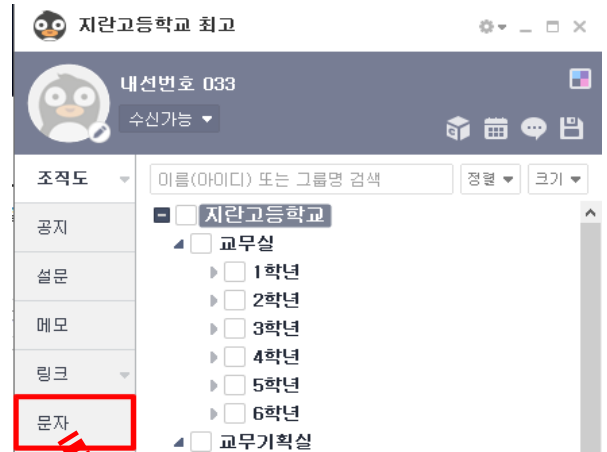 지란고등학교 최고
내선번호 033
수신가능
조직도
이름(아이디) 또는 그룹명 검색
정렬
크기
공지
설문
메모
링크
문자
지란고등학교
교무실
1학년
2학년
3학년
4학년
5학년
6학년
교무기획실